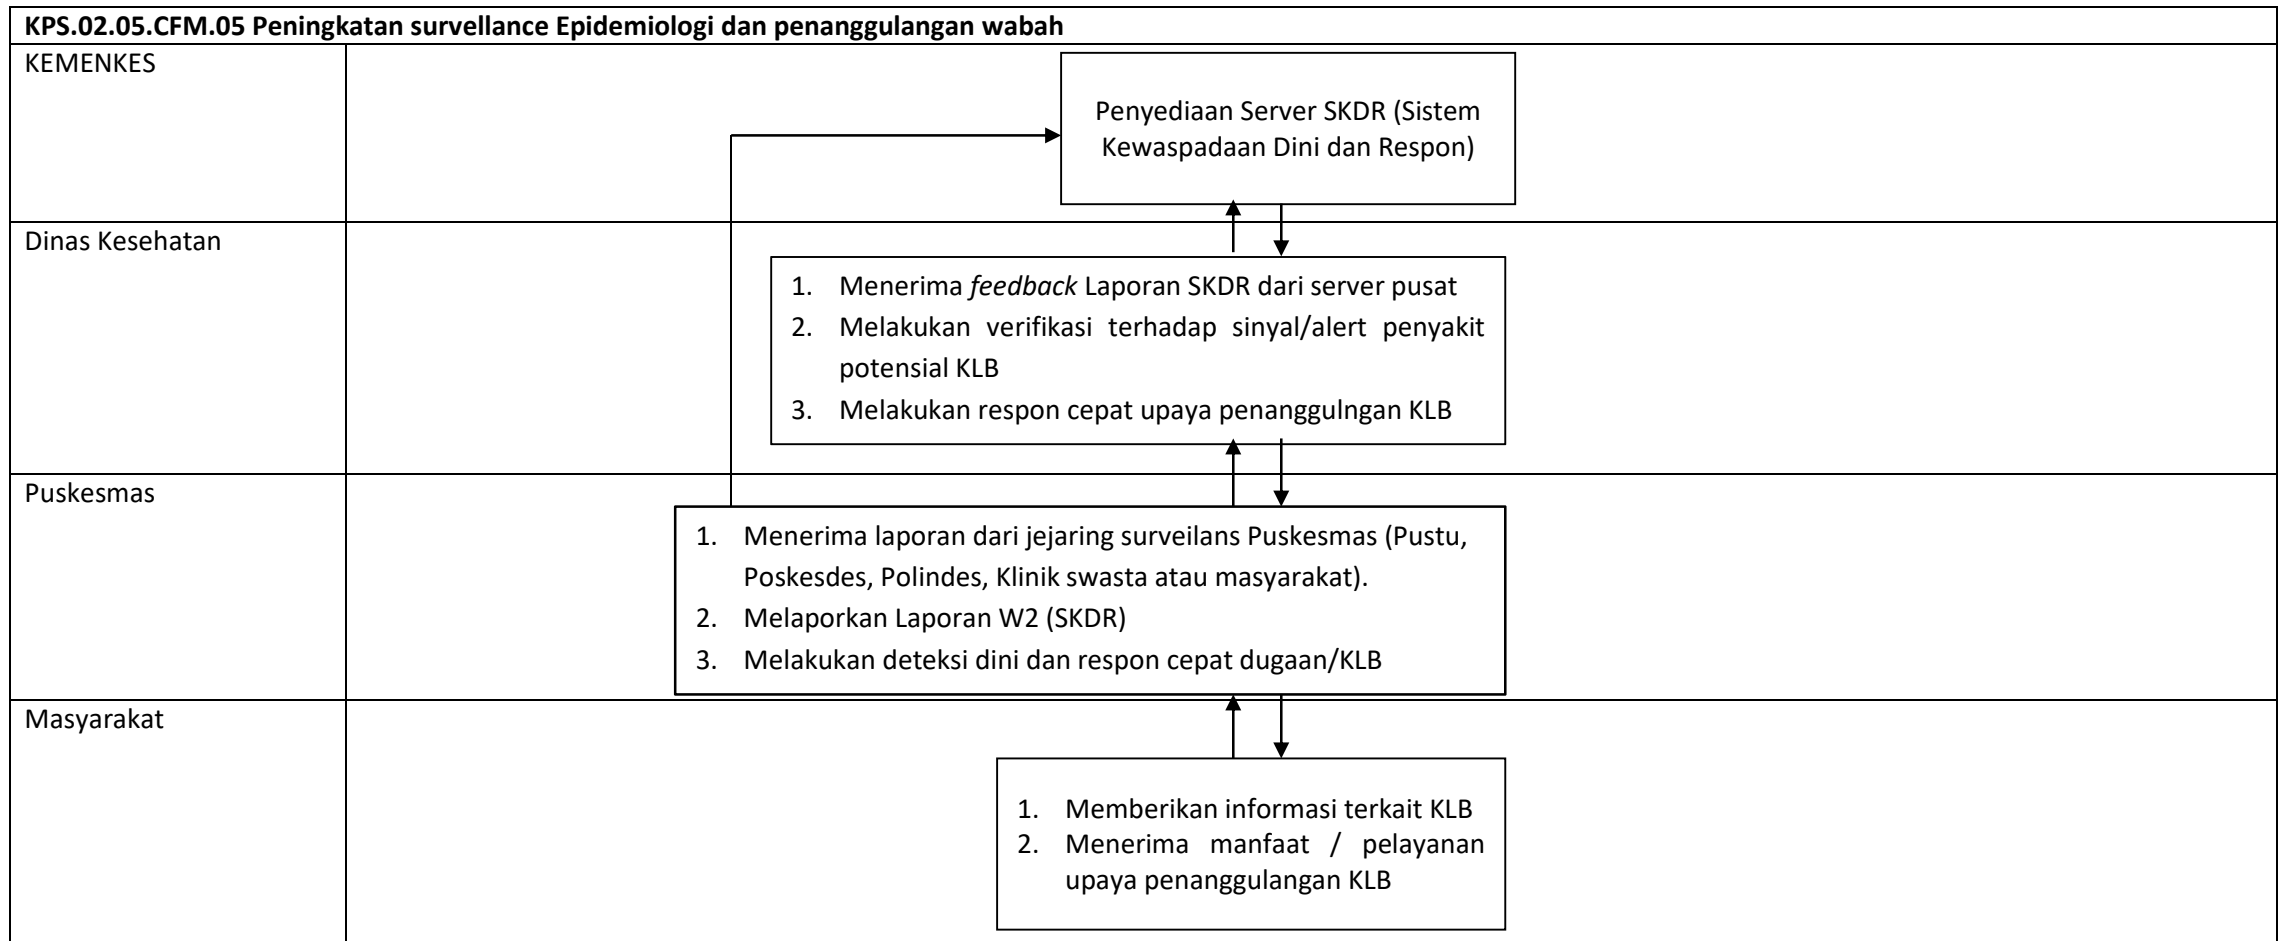 KPS.02.05.CFM.05 Peningkatan survellance Epidemiologi dan penanggulangan wabah
KEMENKES
Penyediaan Server SKDR (Sistem
Kewaspadaan Dini dan Respon)
Dinas Kesehatan
1. Menerima feedback Laporan SKDR dari server pusat
2. Melakukan verifikasi terhadap sinyal/alert penyakit
potensial KLB
3. Melakukan respon cepat upaya penanggulngan KLB
Puskesmas
1. Menerima laporan dari jejaring surveilans Puskesmas (Pustu,
Poskesdes, Polindes, Klinik swasta atau masyarakat).
2. Melaporkan Laporan W2 (SKDR)
3. Melakukan deteksi dini dan respon cepat dugaan/KLB
Masyarakat
1. Memberikan informasi terkait KLB
2. Menerima manfaat / pelayanan
upaya penanggulangan KLB